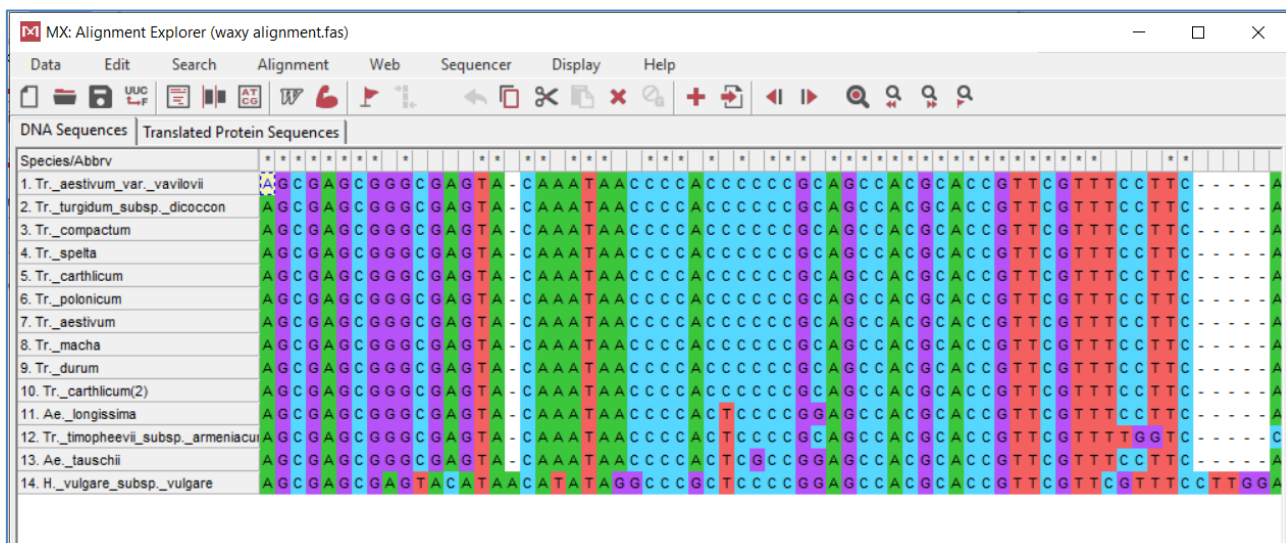 MX: Alignment Explorer (waxy alignment.fas)
Data Edit Search Alignment Web Sequencer Display Help
DNA Sequences Translated Protein Sequences
Species/Abbrv * * * * * * * * * * * * * * * * * * * * * * * * * * * * * * * * * * * * * * * * * * *
1. Tr._aestivum_var._vavilovii A G C G A G C G G G C G A G T A - C A A A T A A C C C C A C C C C C C G C A G C C A C G C A C C G T T C G T T T C C T T C - - - - - A
2. Tr._turgidum_subsp._dicoccon A G C G A G C G G G C G A G T A - C A A A T A A C C C C A C C C C C C G C A G C C A C G C A C C G T T C G T T T C C T T C - - - - - A
3. Tr._compactum A G C G A G C G G G C G A G T A - C A A A T A A C C C C A C C C C C C G C A G C C A C G C A C C G T T C G T T T C C T T C - - - - - A
4. Tr._spelta A G C G A G C G G G C G A G T A - C A A A T A A C C C C A C C C C C C G C A G C C A C G C A C C G T T C G T T T C C T T C - - - - - A
5. Tr._carthlicum A G C G A G C G G G C G A G T A - C A A A T A A C C C C A C C C C C C G C A G C C A C G C A C C G T T C G T T T C C T T C - - - - - A
6. Tr._polonicum A G C G A G C G G G C G A G T A - C A A A T A A C C C C A C C C C C C G C A G C C A C G C A C C G T T C G T T T C C T T C - - - - - A
7. Tr._aestivum A G C G A G C G G G C G A G T A - C A A A T A A C C C C A C C C C C C G C A G C C A C G C A C C G T T C G T T T C C T T C - - - - - A
8. Tr._macha A G C G A G C G G G C G A G T A - C A A A T A A C C C C A C C C C C C G C A G C C A C G C A C C G T T C G T T T C C T T C - - - - - A
9. Tr._durum A G C G A G C G G G C G A G T A - C A A A T A A C C C C A C C C C C C G C A G C C A C G C A C C G T T C G T T T C C T T C - - - - - A
10. Tr._carthlicum(2) A G C G A G C G G G C G A G T A - C A A A T A A C C C C A C C C C C C G C A G C C A C G C A C C G T T C G T T T C C T T C - - - - - A
11. Ae._longissima A G C G A G C G G G C G A G T A - C A A A T A A C C C C A C T C C C C G G A G C C A C G C A C C G T T C G T T T C C T T C - - - - - A
12. Tr._timopheevii_subsp._armeniacu A G C G A G C G G G C G A G T A - C A A A T A A C C C C A C T C C C C G C A G C C A C G C A C C G T T C G T T T T G G T C - - - - - C
13. Ae._tauschii A G C G A G C G G G C G A G T A - C A A A T A A C C C C A C T C G C C G G A G C C A C G C A C C G T T C G T T T C C T T C - - - - - A
14. H._vulgare_subsp._vulgare A G C G A G C G A G T A C A T A A C A T A T A G G C C C G C T C C C C G G A G C C A C G C A C C G T T C G T T C G T T T C C T T G G A